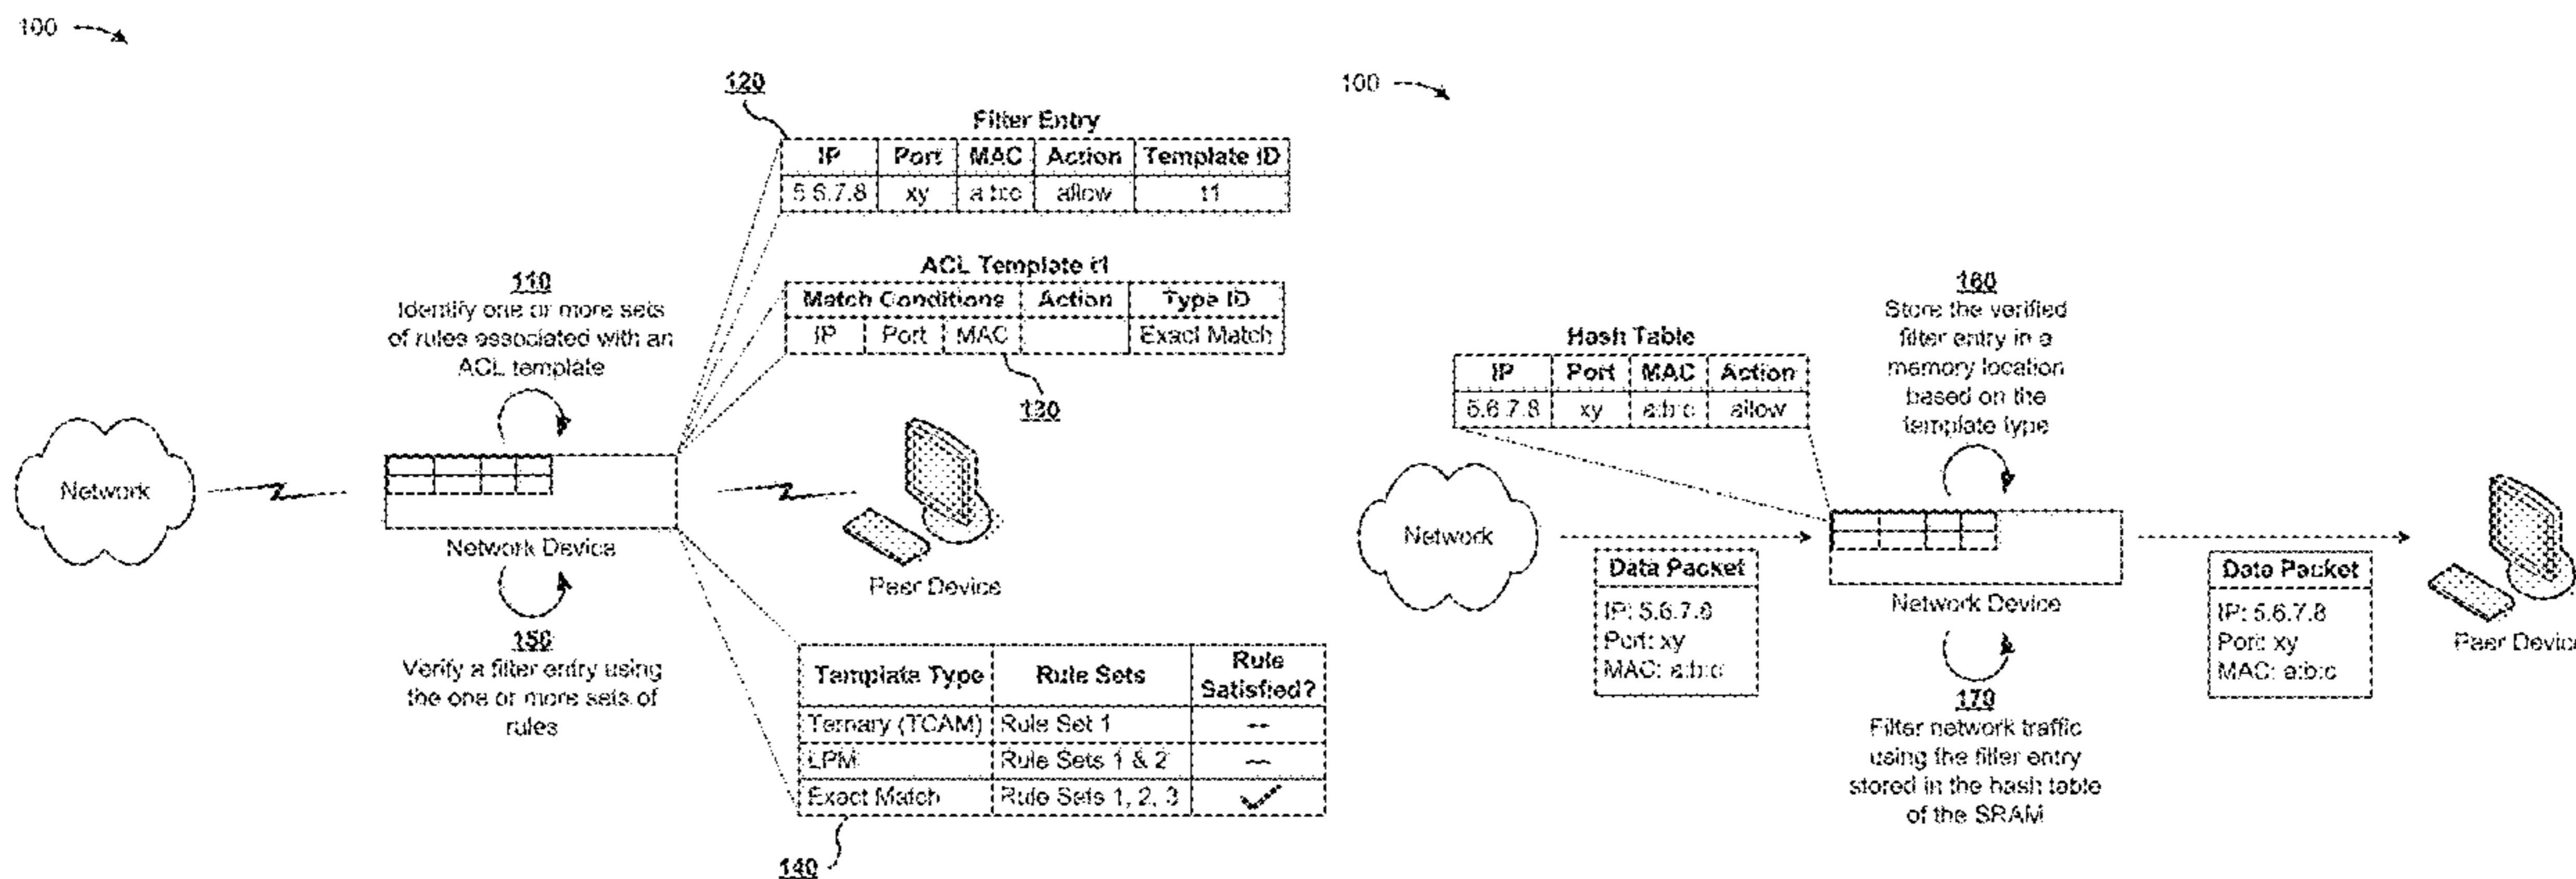 100
120
Filter Entry
IP Port MAC Action Template ID
5.6.7.8 xy a:b:c allow t1
ACL Template t1
Match Conditions Action Type ID
IP Port MAC Exact Match
130
110
Identify one or more sets
of rules associated with an
ACL template
Network
Network Device
Peer Device
150
Verify a filter entry using
the one or more sets of
rules
Template Type Rule Sets Rule
Satisfied?
Ternary (TCAM) Rule Set 1 --
LPM Rule Sets 1 & 2 --
Exact Match Rule Sets 1, 2, 3 ✓
140
100
160
Store the verified
filter entry in a
memory location
based on the
template type
Hash Table
IP Port MAC Action
5.6.7.8 xy a:b:c allow
Network
Data Packet
IP: 5.6.7.8
Port: xy
MAC: a:b:c
Network Device
170
Filter network traffic
using the filter entry
stored in the hash table
of the SRAM
Data Packet
IP: 5.6.7.8
Port: xy
MAC: a:b:c
Peer Device